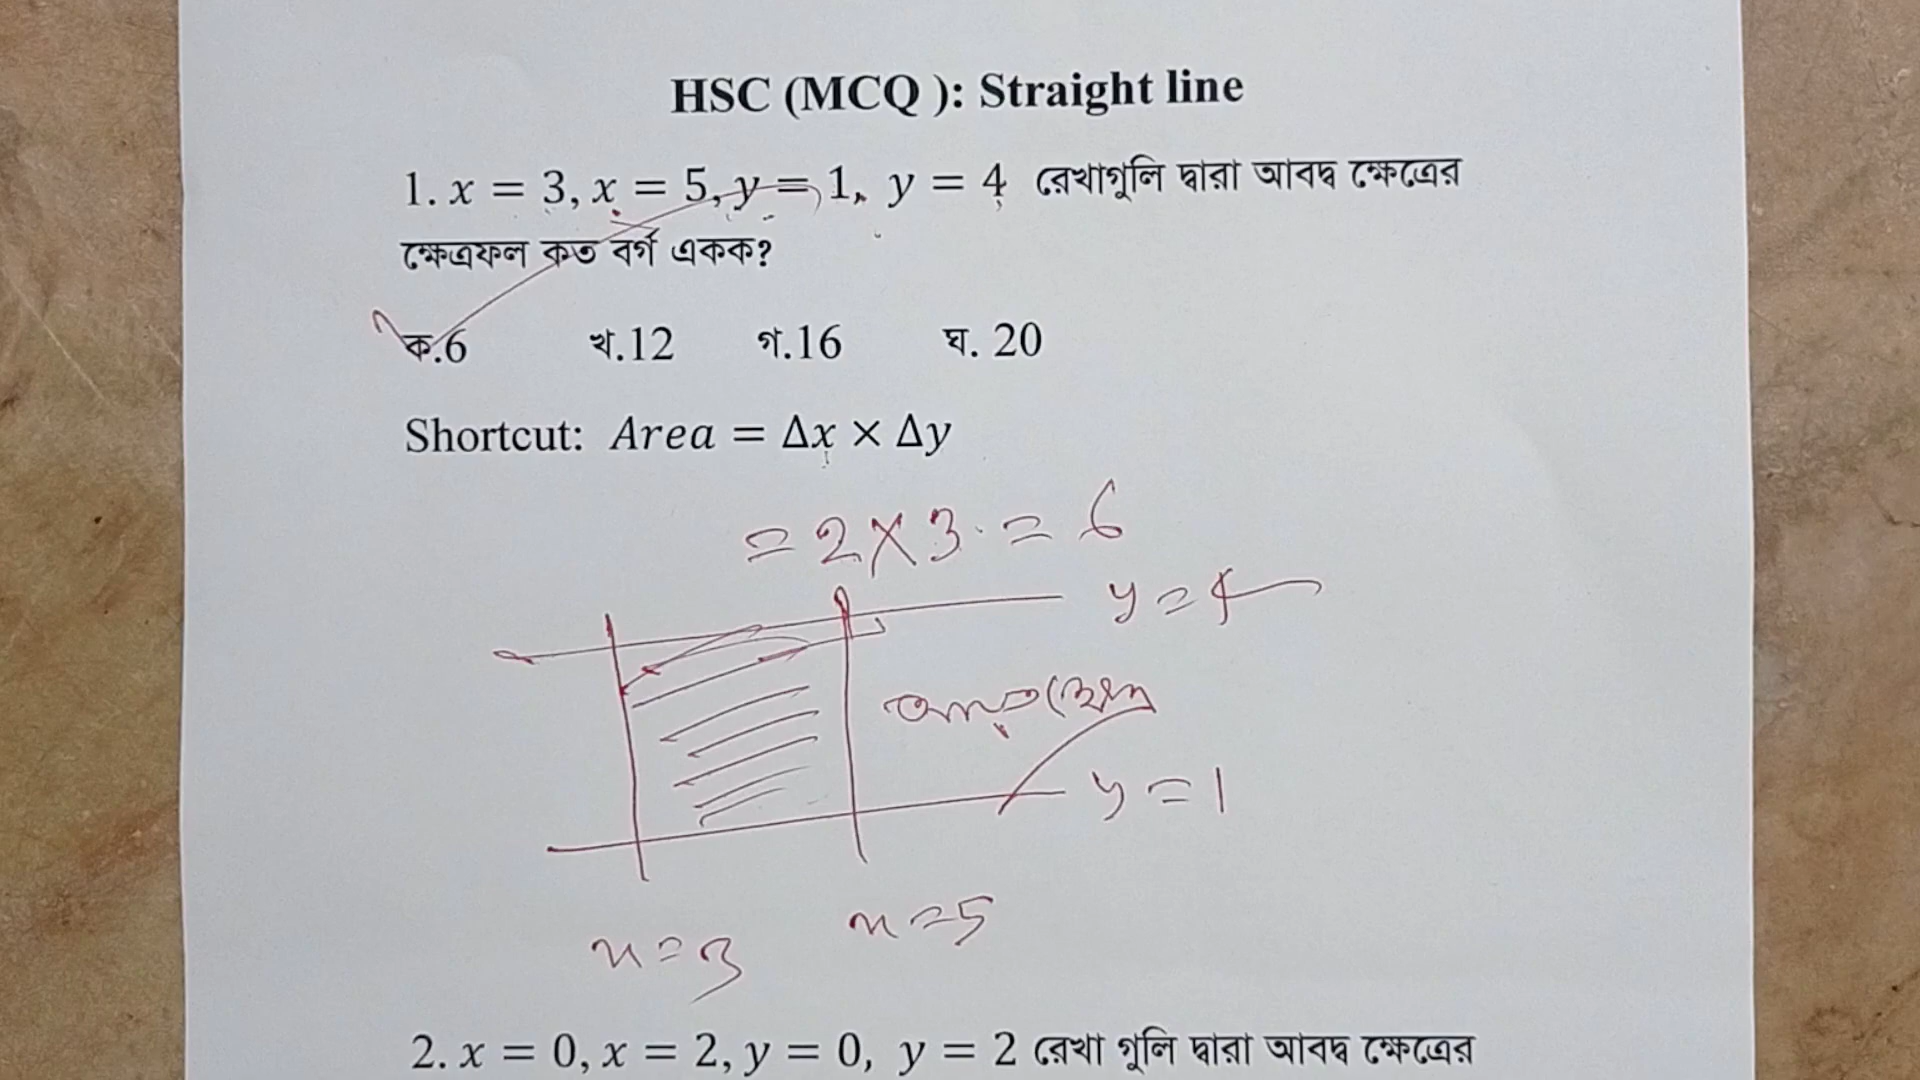 HSC (MCQ ): Straight line
1. x = 3, x = 5, y = 1, y = 4 রেখাগুলি দ্বারা আবদ্ধ ক্ষেত্রের
ক্ষেত্রফল কত বর্গ একক?
ক.6 খ.12 গ.16 ঘ. 20
Shortcut: Area = Δx × Δy
= 2 × 3 = 6
y = 4
y = 1
x = 5
x = 3
2. x = 0, x = 2, y = 0, y = 2 রেখা গুলি দ্বারা আবদ্ধ ক্ষেত্রের